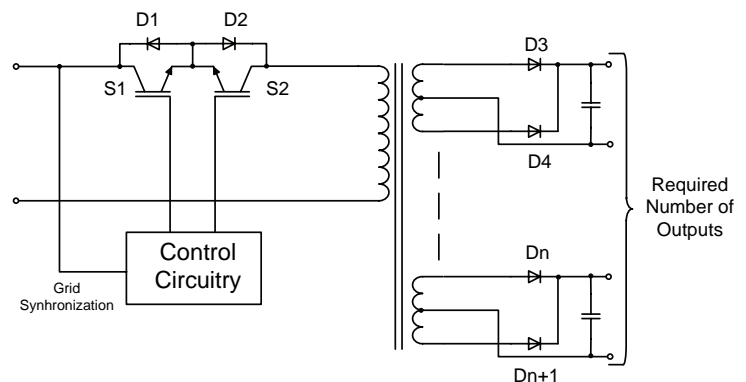 D1
D2
S1
S2
D3
D4
Control
Circuitry
Grid
Synhronization
Required
Number of
Outputs
Dn
Dn+1